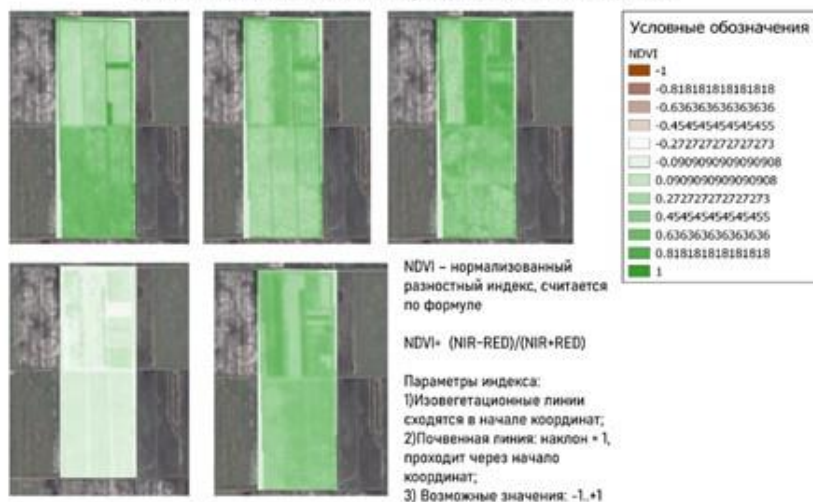 Условные обозначения
NDVI
-1
-0.818181818181818
-0.636363636363636
-0.454545454545455
-0.272727272727273
-0.0909090909090908
0.0909090909090908
0.272727272727273
0.454545454545455
0.636363636363636
0.818181818181818
1
NDVI – нормализованный
разностный индекс, считается
по формуле
NDVI= (NIR-RED)/(NIR+RED)
Параметры индекса:
1)Изовегетационные линии
сходятся в начале координат;
2)Почвенная линия: наклон = 1,
проходит через начало
координат;
3) Возможные значения: -1..+1